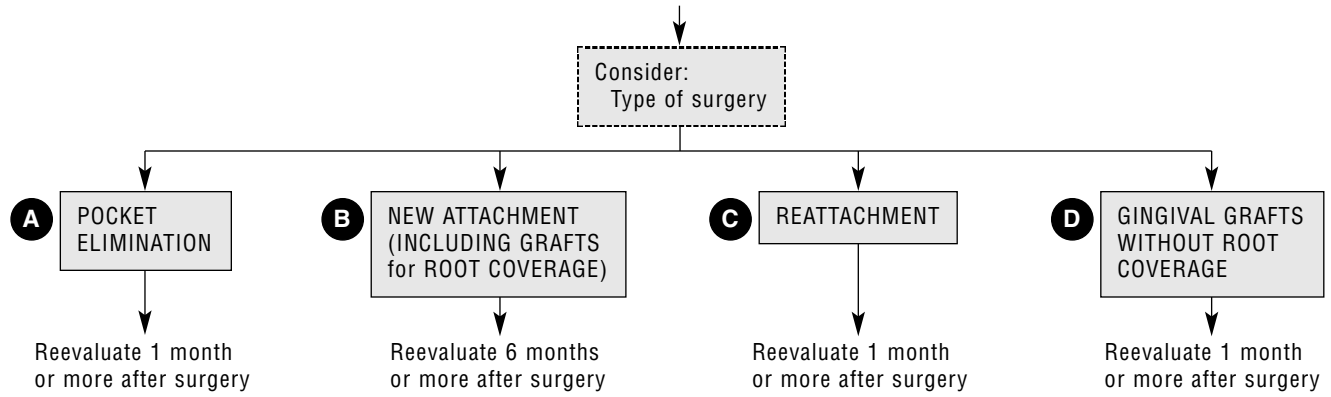 Consider:
Type of surgery
A
POCKET
ELIMINATION
B
NEW ATTACHMENT
(INCLUDING GRAFTS
for ROOT COVERAGE)
C
REATTACHMENT
D
GINGIVAL GRAFTS
WITHOUT ROOT
COVERAGE
Reevaluate 1 month
or more after surgery
Reevaluate 6 months
or more after surgery
Reevaluate 1 month
or more after surgery
Reevaluate 1 month
or more after surgery